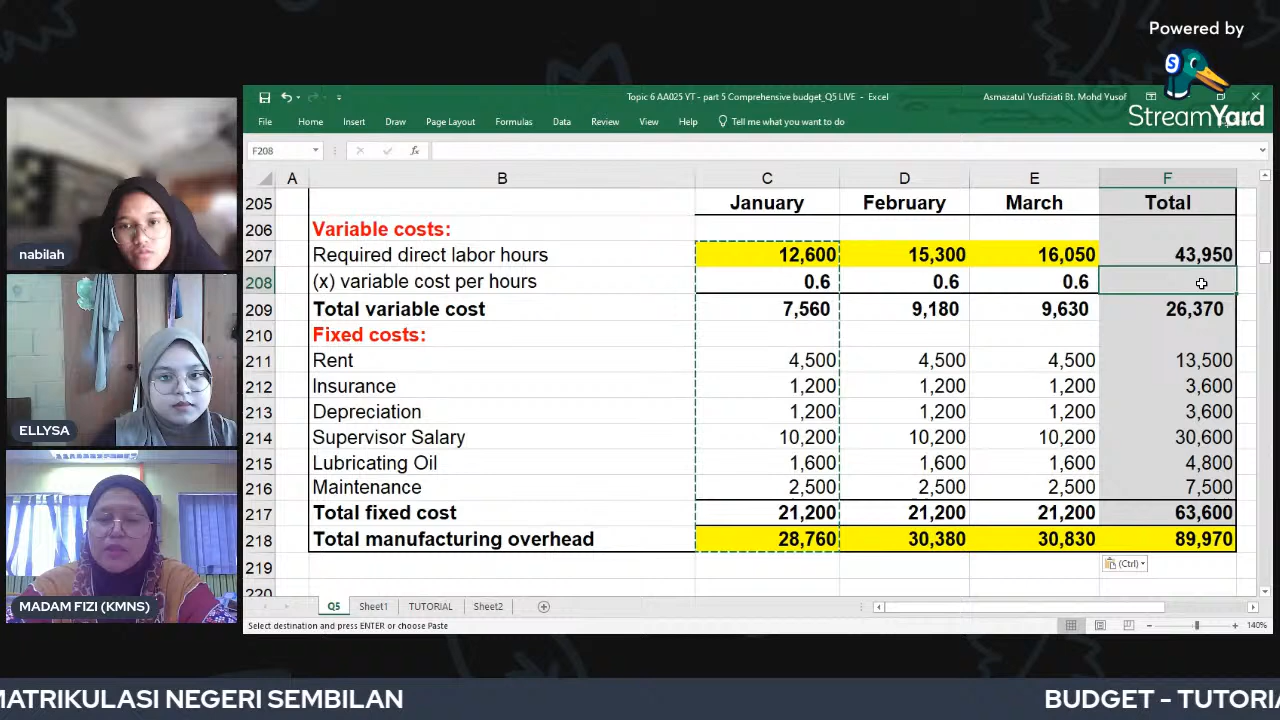 Powered by
StreamYard
Topic 6 AA025 YT - part 5 Comprehensive budget_Q5 LIVE - Excel
Asmazatul Yusfiziati Bt. Mohd Yusof
File Home Insert Draw Page Layout Formulas Data Review View Help Tell me what you want to do
F208 fx
A B C D E F
205 January February March Total
206 Variable costs:
207 Required direct labor hours 12,600 15,300 16,050 43,950
208 (x) variable cost per hours 0.6 0.6 0.6
209 Total variable cost 7,560 9,180 9,630 26,370
210 Fixed costs:
211 Rent 4,500 4,500 4,500 13,500
212 Insurance 1,200 1,200 1,200 3,600
213 Depreciation 1,200 1,200 1,200 3,600
214 Supervisor Salary 10,200 10,200 10,200 30,600
215 Lubricating Oil 1,600 1,600 1,600 4,800
216 Maintenance 2,500 2,500 2,500 7,500
217 Total fixed cost 21,200 21,200 21,200 63,600
218 Total manufacturing overhead 28,760 30,380 30,830 89,970
219 (Ctrl)
220
Q5 Sheet1 TUTORIAL Sheet2
Select destination and press ENTER or choose Paste
140%
nabilah
ELLYSA
MADAM FIZI (KMNS)
MATRIKULASI NEGERI SEMBILAN
BUDGET - TUTORIA